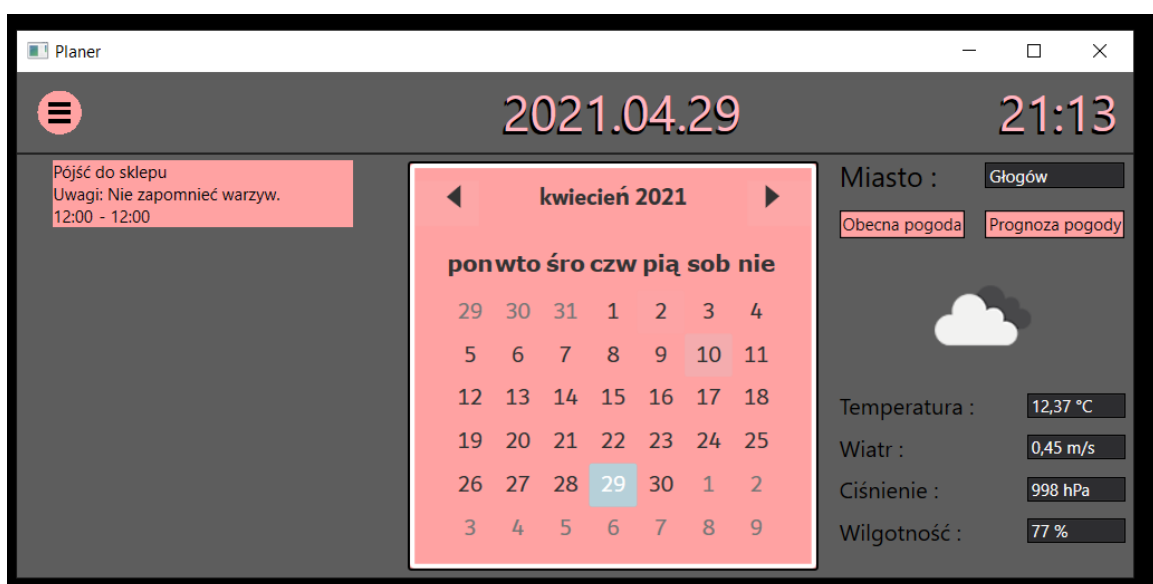 Planer
2021.04.29
21:13
Pójść do sklepu
Uwagi: Nie zapomnieć warzyw.
12:00 - 12:00
kwiecień 2021
pon wto śro czw pią sob nie
29 30 31 1 2 3 4
5 6 7 8 9 10 11
12 13 14 15 16 17 18
19 20 21 22 23 24 25
26 27 28 29 30 1 2
3 4 5 6 7 8 9
Miasto : Głogów
Obecna pogoda Prognoza pogody
Temperatura : 12,37 °C
Wiatr : 0,45 m/s
Ciśnienie : 998 hPa
Wilgotność : 77 %